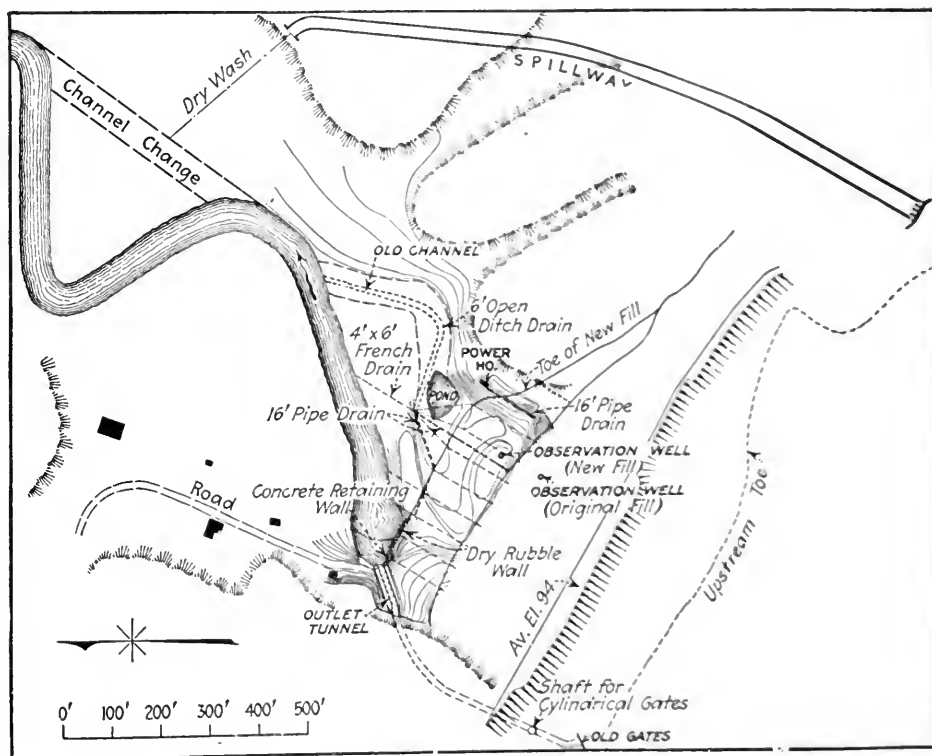 SPILLWAY
Dry Wash
Channel Change
OLD CHANNEL
6' Open
Ditch Drain
4' x 6'
French
Drain
POWER
HO.
Toe of New Fill
POND
16' Pipe Drain
16' Pipe
Drain
OBSERVATION WELL
(New Fill)
OBSERVATION WELL
(Original Fill)
Concrete Retaining
Wall
Road
Dry Rubble
Wall
Upstream Toe
Av. El. 94.
OUTLET
TUNNEL
Shaft for
Cylindrical Gates
OLD GATES
0' 100' 200' 300' 400' 500'